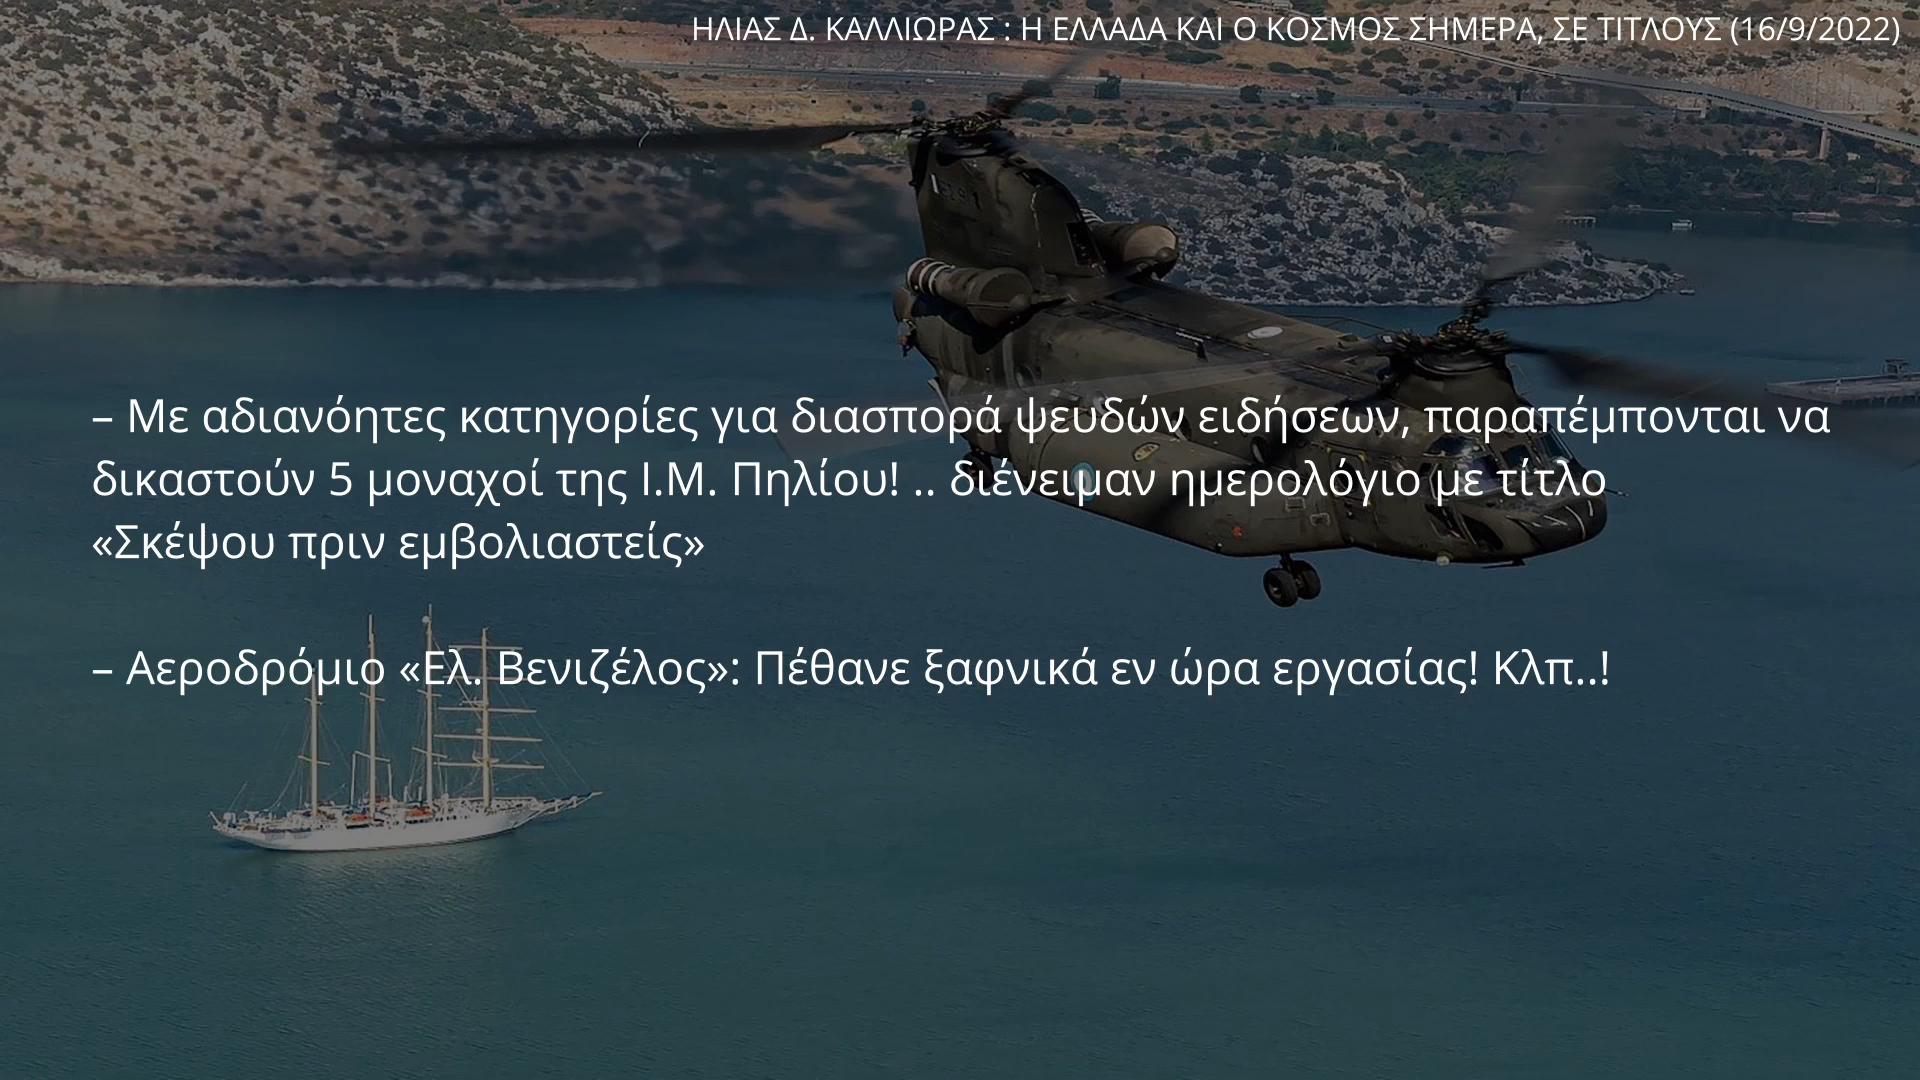 ΗΛΙΑΣ Δ. ΚΑΛΛΙΩΡΑΣ : Η ΕΛΛΑΔΑ ΚΑΙ Ο ΚΟΣΜΟΣ ΣΗΜΕΡΑ, ΣΕ ΤΙΤΛΟΥΣ (16/9/2022)
– Με αδιανόητες κατηγορίες για διασπορά ψευδών ειδήσεων, παραπέμπονται να
δικαστούν 5 μοναχοί της Ι.Μ. Πηλίου! .. διένειμαν ημερολόγιο με τίτλο
«Σκέψου πριν εμβολιαστείς»
– Αεροδρόμιο «Ελ. Βενιζέλος»: Πέθανε ξαφνικά εν ώρα εργασίας! Κλπ..!